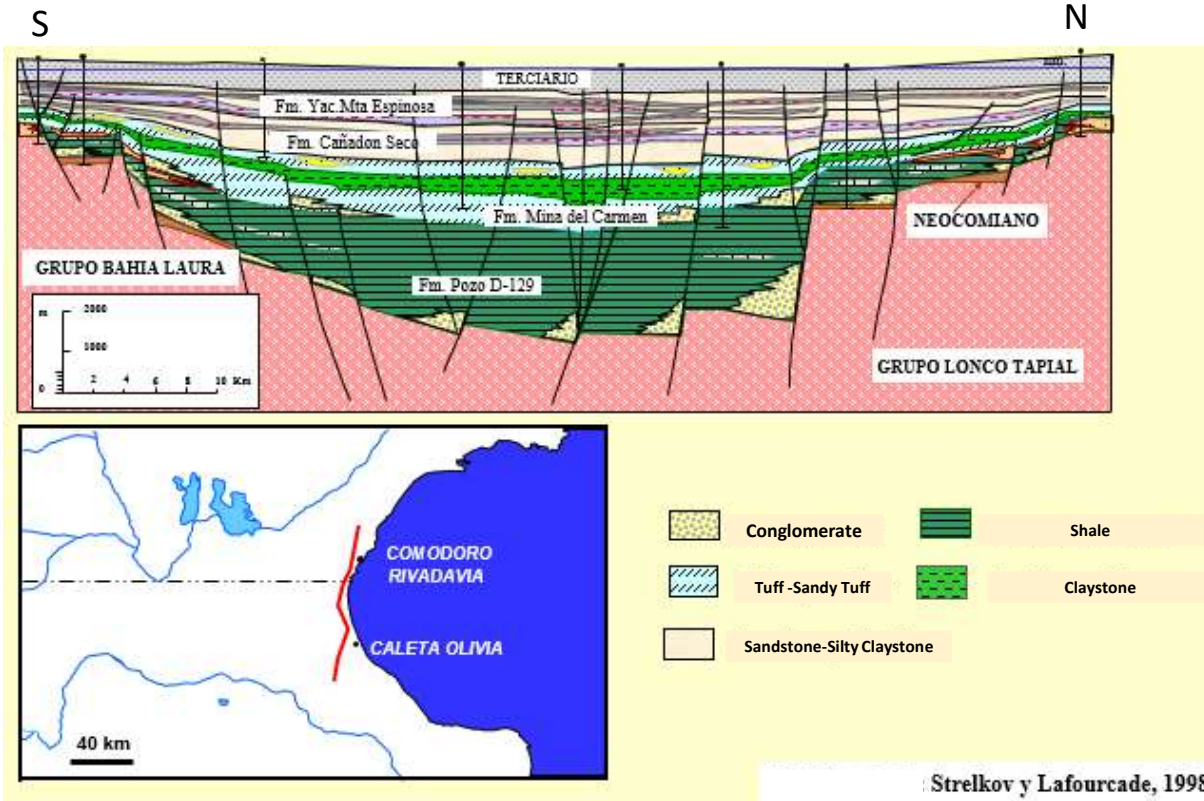 S
N
TERCIARIO
Fm. Yac.Mta Espinosa
Fm. Cañadon Seco
Fm. Mina del Carmen
NEOCOMIANO
GRUPO BAHIA LAURA
Fm. Pozo D-129
GRUPO LONCO TAPIAL
m
2000
1000
0
2 4 6 8 10 Km
COMODORO
RIVADAVIA
CALETA OLIVIA
40 km
Conglomerate
Shale
Tuff -Sandy Tuff
Claystone
Sandstone-Silty Claystone
Strelkov y Lafourcade, 1998